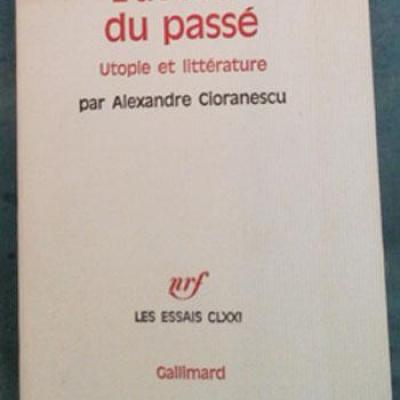 du passé
Utopie et littérature
par Alexandre Cioranescu
nrf
LES ESSAIS CLXXI
Gallimard